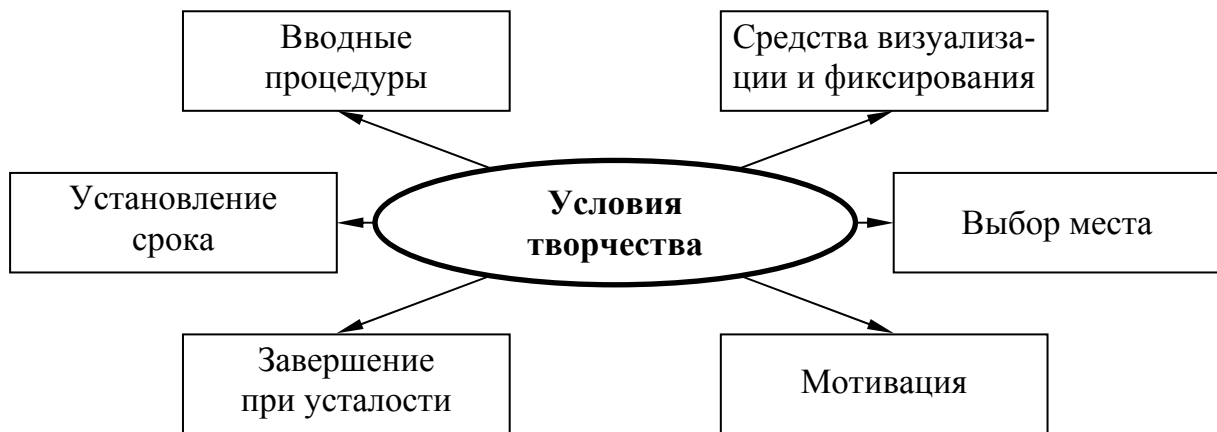 Вводные
процедуры
Средства визуализа-
ции и фиксирования
Установление
срока
Условия
творчества
Выбор места
Завершение
при усталости
Мотивация